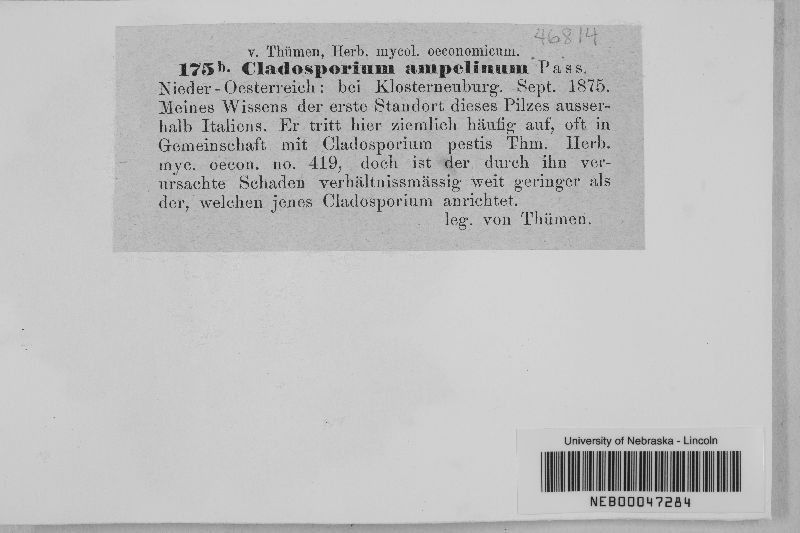 46814
v. Thümen, Herb. mycol. oeconomicum.
175b. Cladosporium ampelinum Pass.
Nieder-Oesterreich: bei Klosterneuburg. Sept. 1875.
Meines Wissens der erste Standort dieses Pilzes ausser-
halb Italiens. Er tritt hier ziemlich häufig auf, oft in
Gemeinschaft mit Cladosporium pestis Thm. Herb.
myc. oecon. no. 419, doch ist der durch ihn ver-
ursachte Schaden verhältnissmässig weit geringer als
der, welchen jenes Cladosporium anrichtet.
leg. von Thümen.
University of Nebraska - Lincoln
NEB00047284